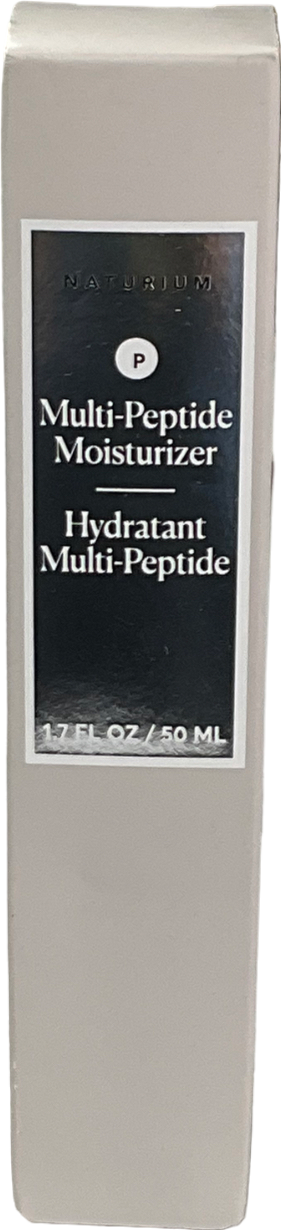 NATURIUM
P
Multi-Peptide
Moisturizer
Hydratant
Multi-Peptide
1.7 FL OZ / 50 ML